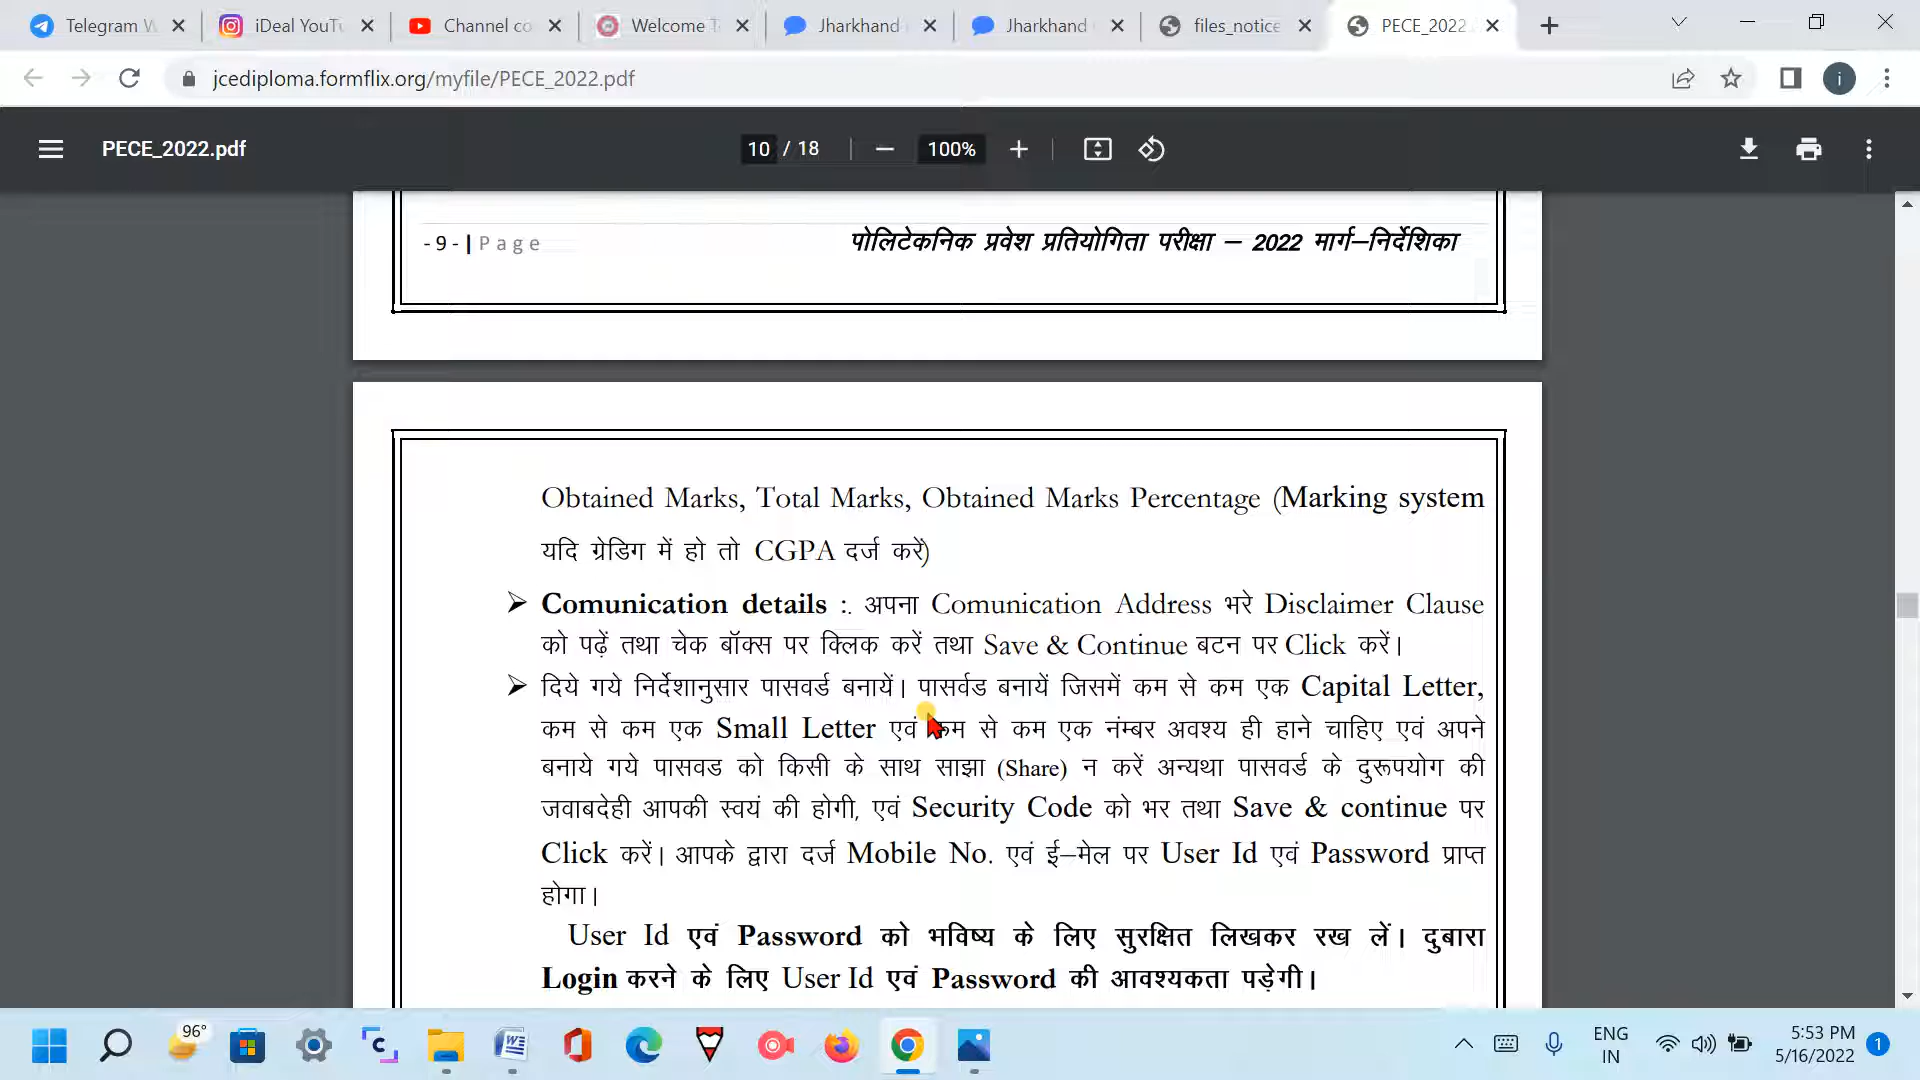 Telegram W
iDeal YouTu
Channel co
Welcome T
Jharkhand
Jharkhand
files_notice
PECE_2022
jcediploma.formflix.org/myfile/PECE_2022.pdf
i
PECE_2022.pdf
10 / 18
100%
- 9 - | Page
पोलिटेकनिक प्रवेश प्रतियोगिता परीक्षा – 2022 मार्ग–निर्देशिका
Obtained Marks, Total Marks, Obtained Marks Percentage (Marking system
यदि ग्रेडिग में हो तो CGPA दर्ज करें)
➢ Comunication details :. अपना Comunication Address भरे Disclaimer Clause
को पढ़ें तथा चेक बॉक्स पर क्लिक करें तथा Save & Continue बटन पर Click करें।
➢ दिये गये निर्देशानुसार पासवर्ड बनायें। पार्सवड बनायें जिसमें कम से कम एक Capital Letter,
कम से कम एक Small Letter एवं कम से कम एक नंम्बर अवश्य ही हाने चाहिए एवं अपने
बनाये गये पासवड को किसी के साथ साझा (Share) न करें अन्यथा पासवर्ड के दुरूपयोग की
जवाबदेही आपकी स्वयं की होगी, एवं Security Code को भर तथा Save & continue पर
Click करें। आपके द्वारा दर्ज Mobile No. एवं ई–मेल पर User Id एवं Password प्राप्त
होगा।
User Id एवं Password को भविष्य के लिए सुरक्षित लिखकर रख लें। दुबारा
Login करने के लिए User Id एवं Password की आवश्यकता पड़ेगी।
96°
ENG
IN
5:53 PM
5/16/2022
1